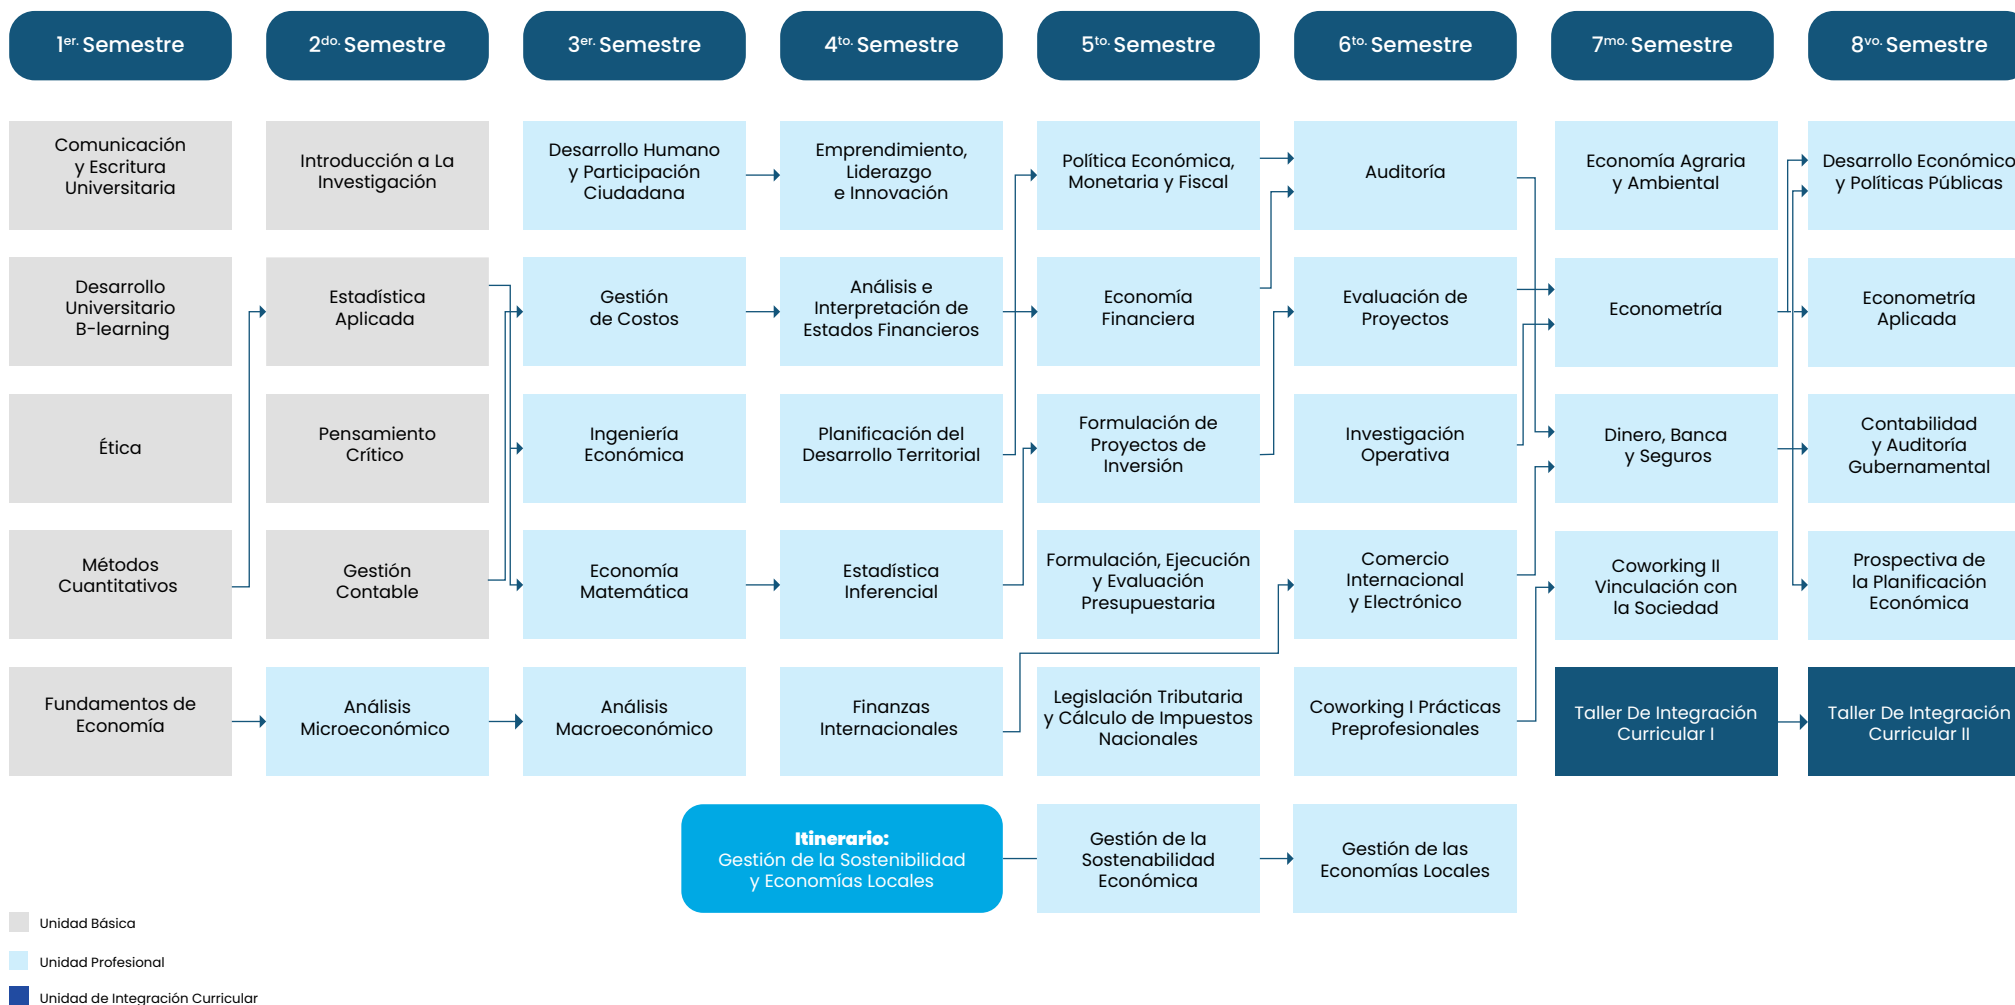 1er. Semestre
2do. Semestre
3er. Semestre
4to. Semestre
5to. Semestre
6to. Semestre
7mo. Semestre
8vo. Semestre
Comunicación
y Escritura
Universitaria
Introducción a La
Investigación
Desarrollo Humano
y Participación
Ciudadana
Emprendimiento,
Liderazgo
e Innovación
Política Económica,
Monetaria y Fiscal
Auditoría
Economía Agraria
y Ambiental
Desarrollo Económico
y Políticas Públicas
Desarrollo
Universitario
B-learning
Estadística
Aplicada
Gestión
de Costos
Análisis e
Interpretación de
Estados Financieros
Economía
Financiera
Evaluación de
Proyectos
Econometría
Econometría
Aplicada
Ética
Pensamiento
Crítico
Ingeniería
Económica
Planificación del
Desarrollo Territorial
Formulación de
Proyectos de
Inversión
Investigación
Operativa
Dinero, Banca
y Seguros
Contabilidad
y Auditoría
Gubernamental
Métodos
Cuantitativos
Gestión
Contable
Economía
Matemática
Estadística
Inferencial
Formulación, Ejecución
y Evaluación
Presupuestaria
Comercio
Internacional
y Electrónico
Coworking II
Vinculación con
la Sociedad
Prospectiva de
la Planificación
Económica
Fundamentos de
Economía
Análisis
Microeconómico
Análisis
Macroeconómico
Finanzas
Internacionales
Legislación Tributaria
y Cálculo de Impuestos
Nacionales
Coworking I Prácticas
Preprofesionales
Taller De Integración
Curricular I
Taller De Integración
Curricular II
Itinerario:
Gestión de la Sostenibilidad
y Economías Locales
Gestión de la
Sostenabilidad
Económica
Gestión de las
Economías Locales
Unidad Básica
Unidad Profesional
Unidad de Integración Curricular